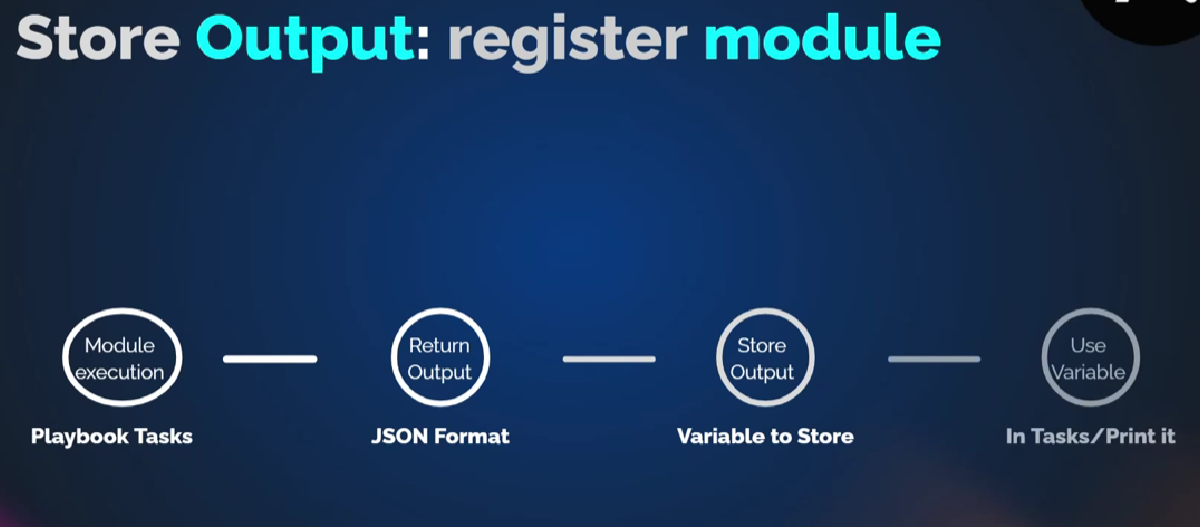 Store Output: register module
Module
execution
Return
Output
Store
Output
Use
Variable
Playbook Tasks
JSON Format
Variable to Store
In Tasks/Print it